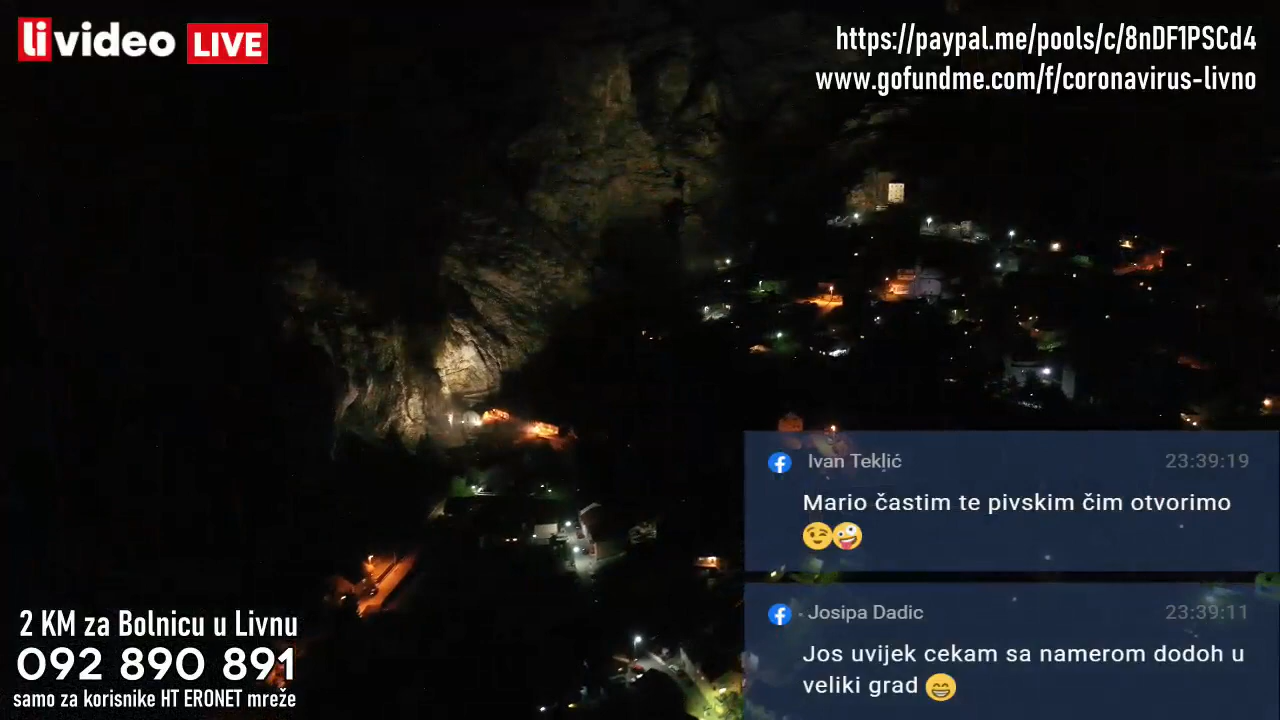 livideo LIVE
https://paypal.me/pools/c/8nDF1PSCd4
www.gofundme.com/f/coronavirus-livno
Ivan Teklić 23:39:19
Mario častim te pivskim čim otvorimo
😉🤪
Josipa Dadic 23:39:11
Jos uvijek cekam sa namerom dodoh u
veliki grad 😄
2 KM za Bolnicu u Livnu
092 890 891
samo za korisnike HT ERONET mreže